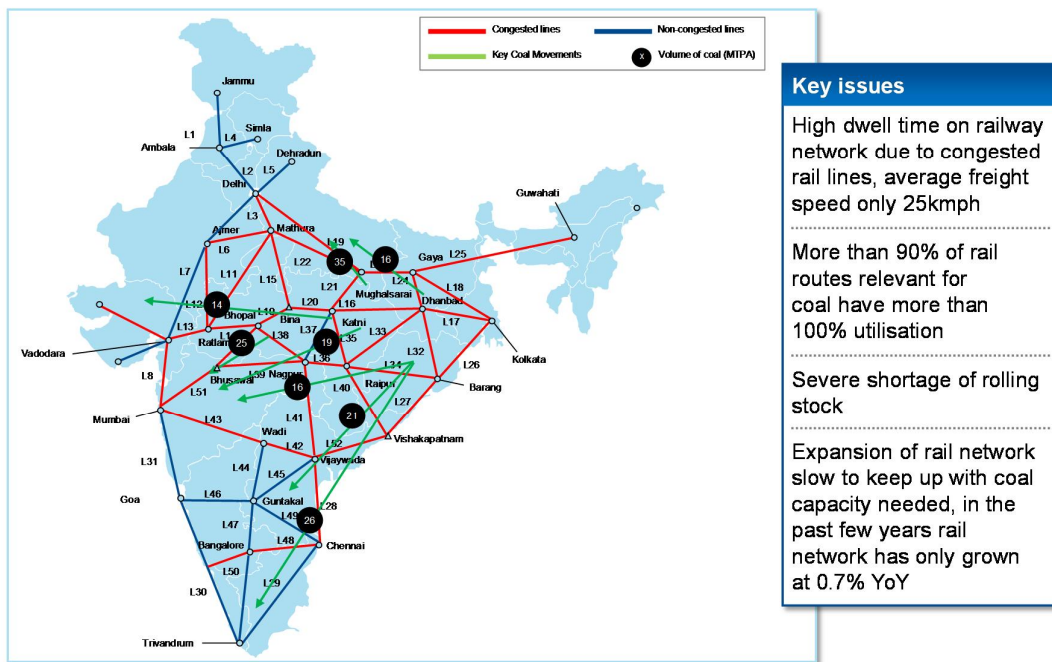 Congested lines
Non-congested lines
Key Coal Movements
X
Volume of coal (MTPA)
Jammu
L1
L4
Simla
Ambala
L2
L5
Dehradun
Delhi
Guwahati
L3
Ajmer
Mathura
L6
L19
L25
L7
L11
L15
L22
35
16
Gaya
L21
L24
L18
Mughalsarai
Dhanbad
14
L20
L16
Bhopal
Bina
L13
L37
Katni
L33
L17
Ratlam
L38
L35
Vadodara
25
19
L32
Kolkata
L8
L36
L34
L26
Bhusawal
L39
Nagpur
L51
16
L40
Raipur
Barang
L27
Mumbai
L43
L41
21
Wadi
L42
L52
Vishakapatnam
Vijaywada
L31
L44
L45
Goa
L46
Guntakal
L28
L49
26
L47
Bangalore
L48
Chennai
L50
L29
L30
Trivandrum
Key issues
High dwell time on railway
network due to congested
rail lines, average freight
speed only 25kmph
More than 90% of rail
routes relevant for
coal have more than
100% utilisation
Severe shortage of rolling
stock
Expansion of rail network
slow to keep up with coal
capacity needed, in the
past few years rail
network has only grown
at 0.7% YoY